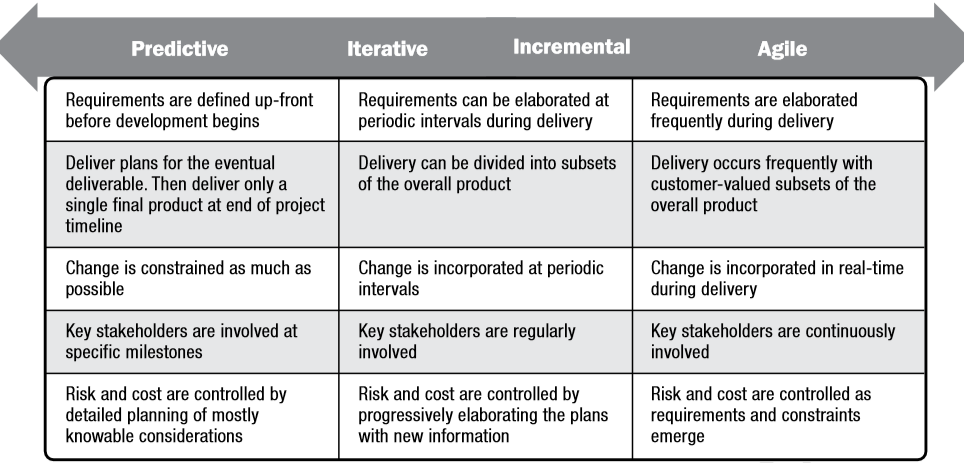 Predictive Iterative Incremental Agile
Requirements are defined up-front
before development begins
Requirements can be elaborated at
periodic intervals during delivery
Requirements are elaborated
frequently during delivery
Deliver plans for the eventual
deliverable. Then deliver only a
single final product at end of project
timeline
Delivery can be divided into subsets
of the overall product
Delivery occurs frequently with
customer-valued subsets of the
overall product
Change is constrained as much as
possible
Change is incorporated at periodic
intervals
Change is incorporated in real-time
during delivery
Key stakeholders are involved at
specific milestones
Key stakeholders are regularly
involved
Key stakeholders are continuously
involved
Risk and cost are controlled by
detailed planning of mostly
knowable considerations
Risk and cost are controlled by
progressively elaborating the plans
with new information
Risk and cost are controlled as
requirements and constraints
emerge